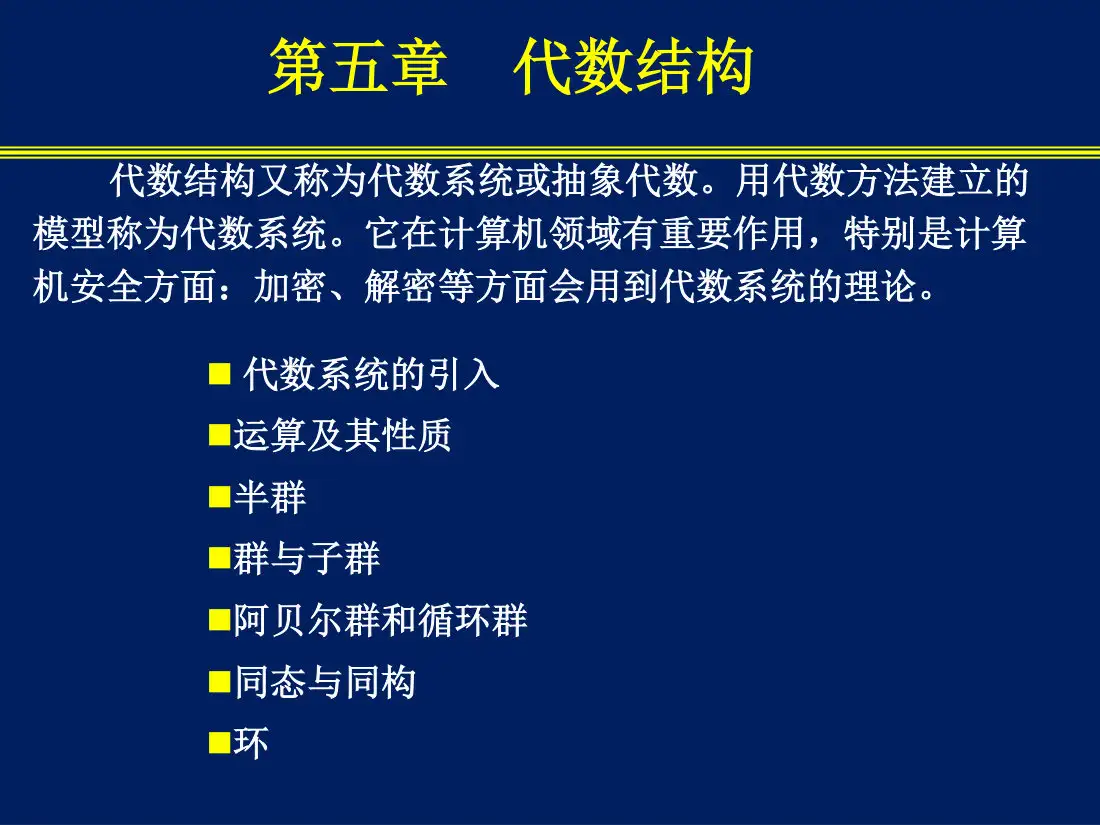 第五章 代数结构
代数结构又称为代数系统或抽象代数。用代数方法建立的
模型称为代数系统。它在计算机领域有重要作用，特别是计算
机安全方面：加密、解密等方面会用到代数系统的理论。
■ 代数系统的引入
■运算及其性质
■半群
■群与子群
■阿贝尔群和循环群
■同态与同构
■环